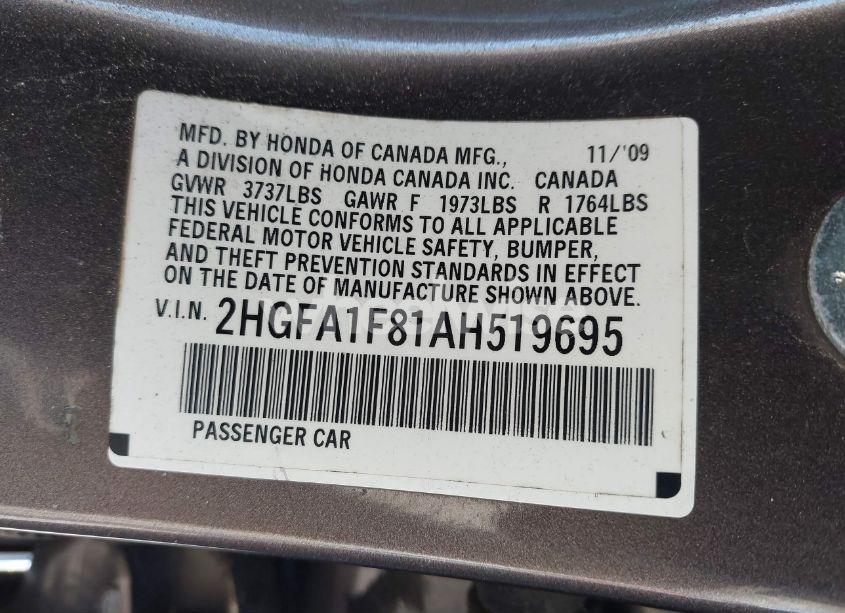 MFD. BY HONDA OF CANADA MFG., 11/'09
A DIVISION OF HONDA CANADA INC. CANADA
GVWR 3737LBS GAWR F 1973LBS R 1764LBS
THIS VEHICLE CONFORMS TO ALL APPLICABLE
FEDERAL MOTOR VEHICLE SAFETY, BUMPER,
AND THEFT PREVENTION STANDARDS IN EFFECT
ON THE DATE OF MANUFACTURE SHOWN ABOVE.
V.I.N. 2HGFA1F81AH519695
PASSENGER CAR